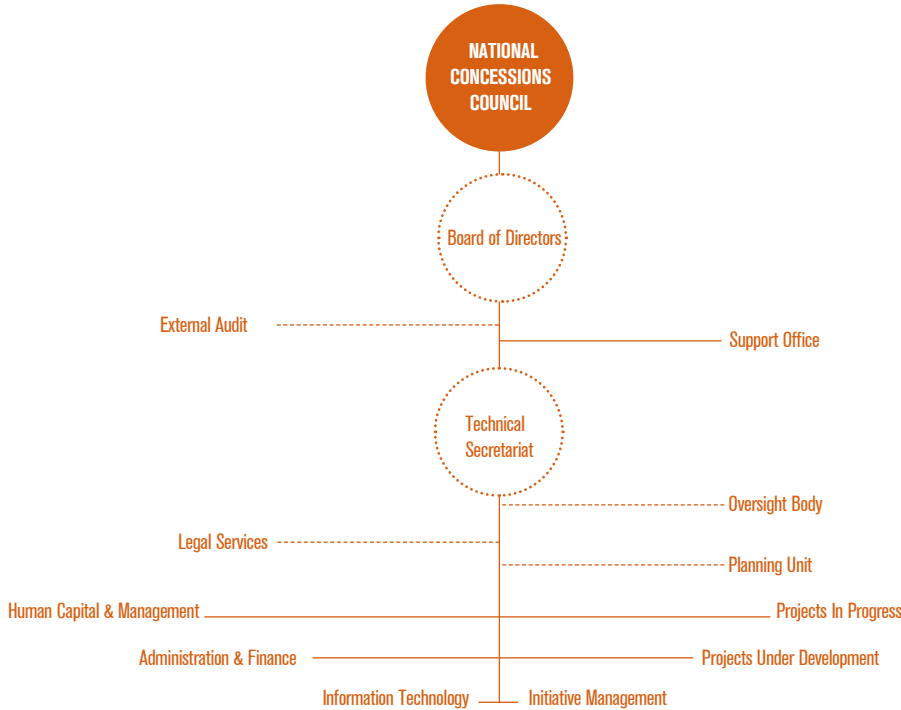 NATIONAL
CONCESSIONS
COUNCIL
Board of Directors
External Audit
Support Office
Technical
Secretariat
Oversight Body
Legal Services
Planning Unit
Human Capital & Management
Projects In Progress
Administration & Finance
Projects Under Development
Information Technology
Initiative Management